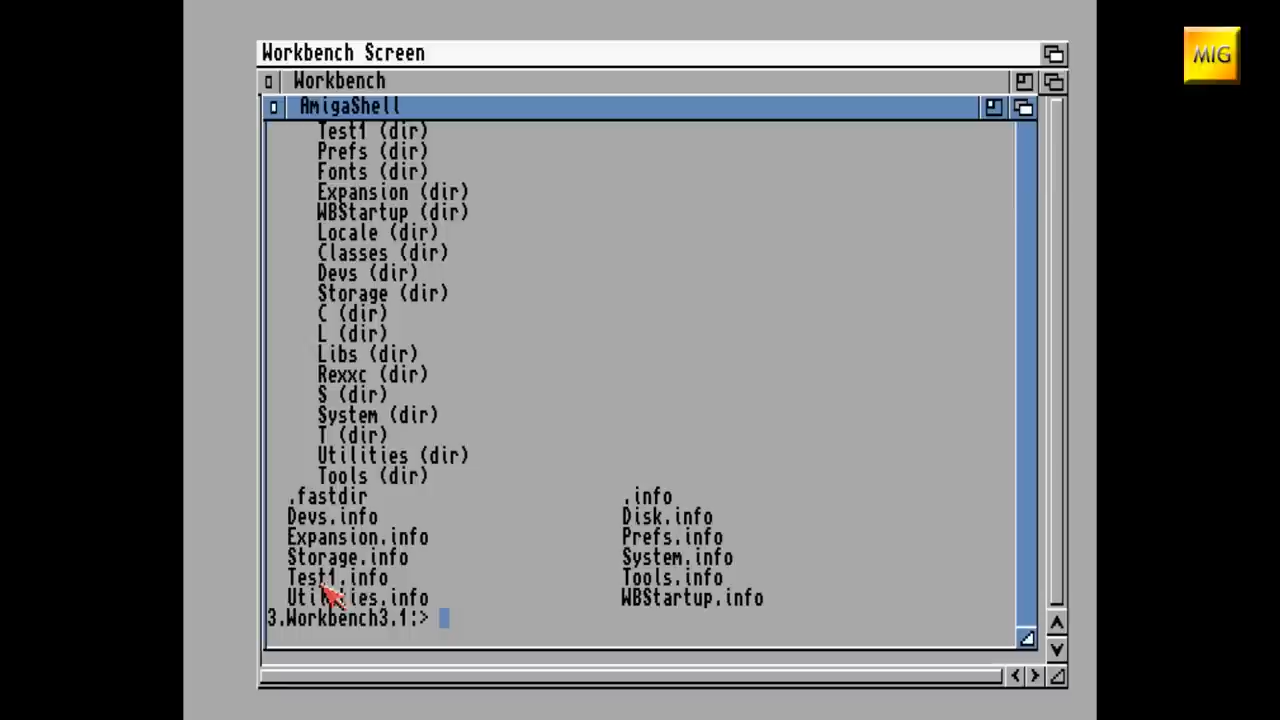 MIG
Workbench Screen
Workbench
AmigaShell
Test1 (dir)
Prefs (dir)
Fonts (dir)
Expansion (dir)
WBStartup (dir)
Locale (dir)
Classes (dir)
Devs (dir)
Storage (dir)
C (dir)
L (dir)
Libs (dir)
Rexxc (dir)
S (dir)
System (dir)
T (dir)
Utilities (dir)
Tools (dir)
.fastdir .info
Devs.info Disk.info
Expansion.info Prefs.info
Storage.info System.info
Test1.info Tools.info
Utilities.info WBStartup.info
3.Workbench3.1:>